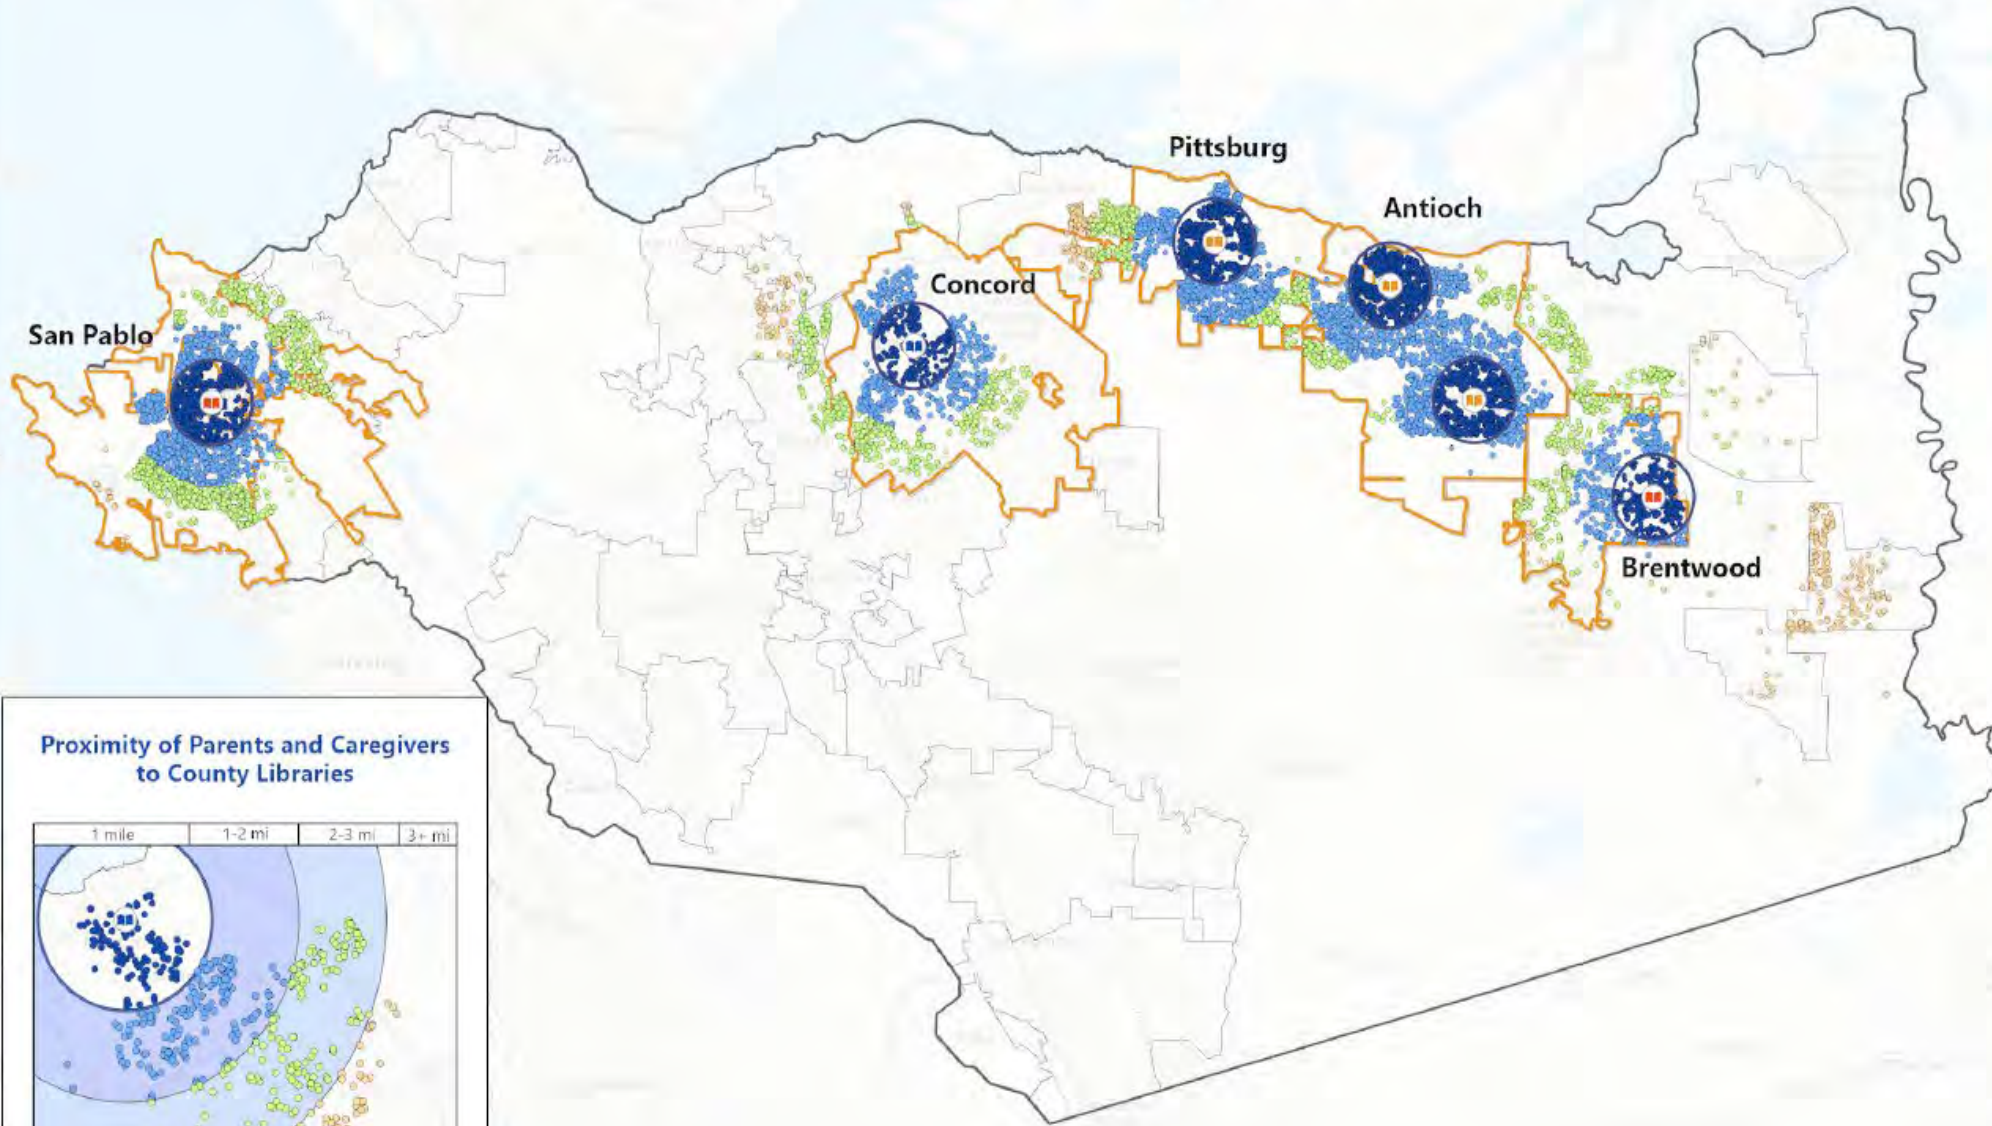 Pittsburg
Antioch
Concord
San Pablo
Brentwood
Proximity of Parents and Caregivers
to County Libraries
1 mile
1-2 mi
2-3 mi
3+ mi